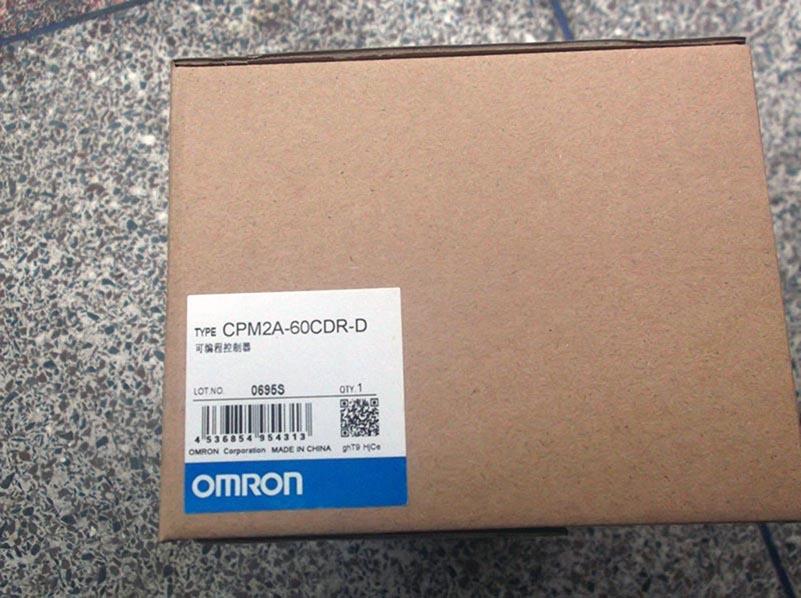 TYPE CPM2A-60CDR-D
可编程控制器
LOT.NO. 0695S QTY.1
4 536854 954313
OMRON Corporation MADE IN CHINA ghT9 HjCe
OMRON